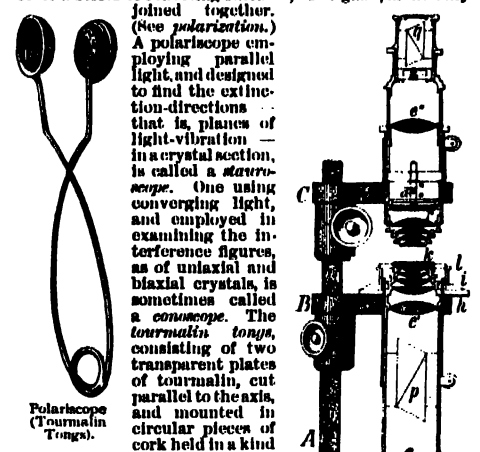 joined together.
(See polarization.)
A polariscope em-
ploying parallel
light, and designed
to find the extinc-
tion-directions —
that is, planes of
light-vibration —
in a crystal section,
is called a stauro-
scope. One using
converging light,
and employed in
examining the in-
terference figures,
as of uniaxial and
biaxial crystals, is
sometimes called
a conoscope. The
tourmalin tongs,
consisting of two
transparent plates
of tourmalin, cut
parallel to the axis,
and mounted in
circular pieces of
cork held in a kind
Polariscope
(Tourmalin
Tongs).
C
l
i
B
h
p
A